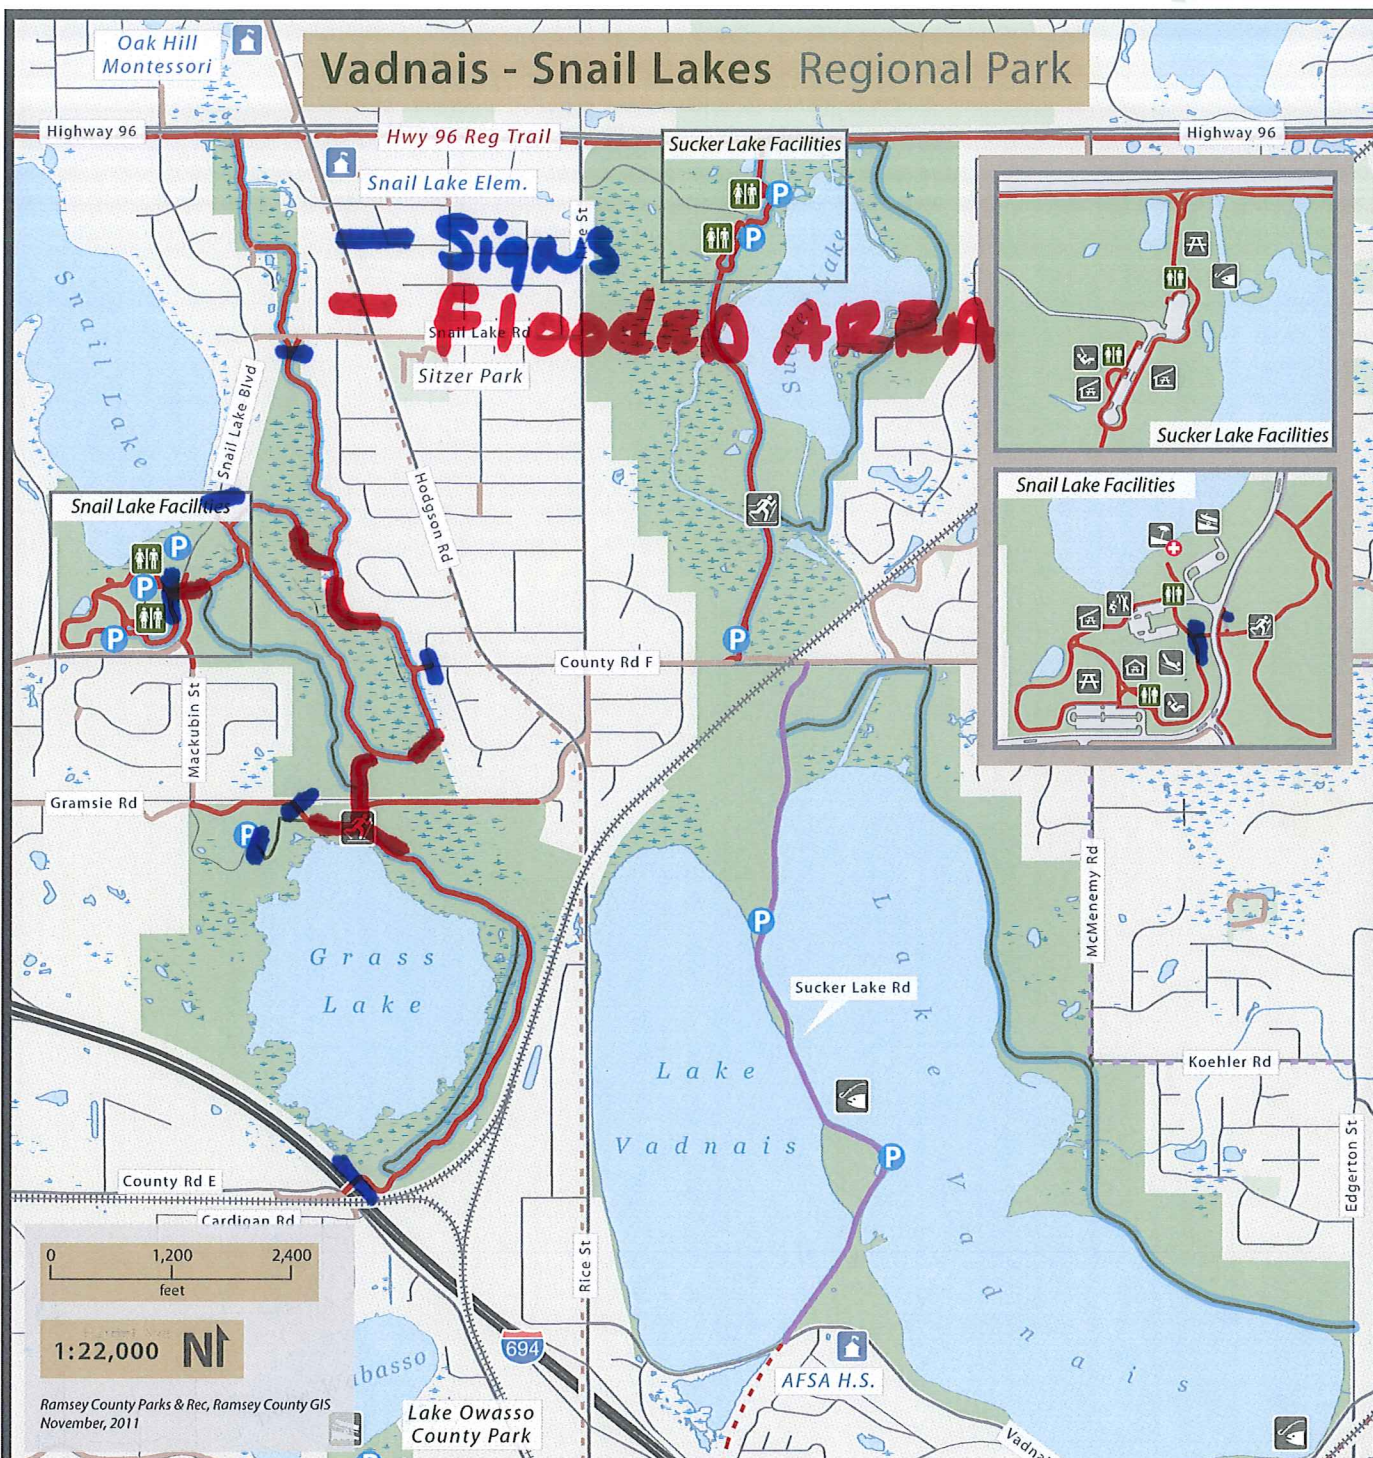 Oak Hill
Montessori
Vadnais - Snail Lakes Regional Park
Highway 96
Hwy 96 Reg Trail
Sucker Lake Facilities
Highway 96
Snail Lake Elem.
St
Signs
Flooded AREA
Snail Lake
Sucker Lake
Snail Lake Rd
Sitzer Park
Snail Lake Blvd
Hodgson Rd
Sucker Lake Facilities
Snail Lake Facilities
Snail Lake Facilities
P
P
P
P
P
P
County Rd F
Mackubin St
Gramsie Rd
P
McMenemy Rd
P
Grass
Lake
Sucker Lake Rd
Lake
Vadnais
Lake Vadnais
Koehler Rd
P
Edgerton St
County Rd E
Cardigan Rd
Rice St
0 1,200 2,400
feet
1:22,000 N
694
AFSA H.S.
abasso
Ramsey County Parks & Rec, Ramsey County GIS
November, 2011
Lake Owasso
County Park
Vadna